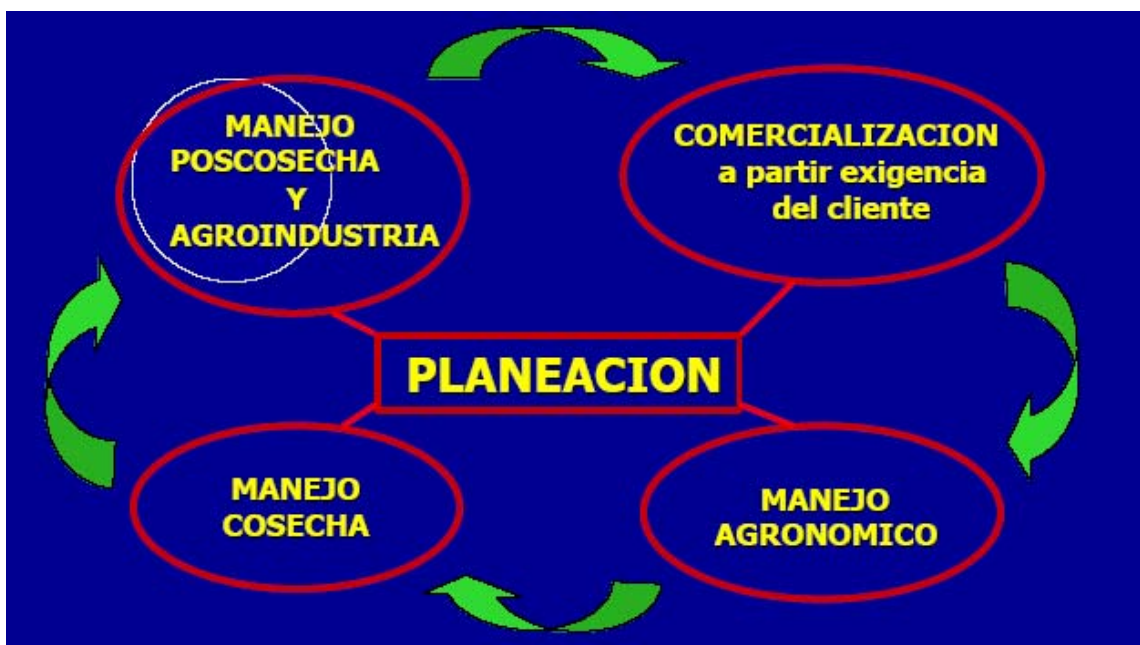 MANEJO
POSCOSECHA
Y
AGROINDUSTRIA
COMERCIALIZACION
a partir exigencia
del cliente
PLANEACION
MANEJO
COSECHA
MANEJO
AGRONOMICO